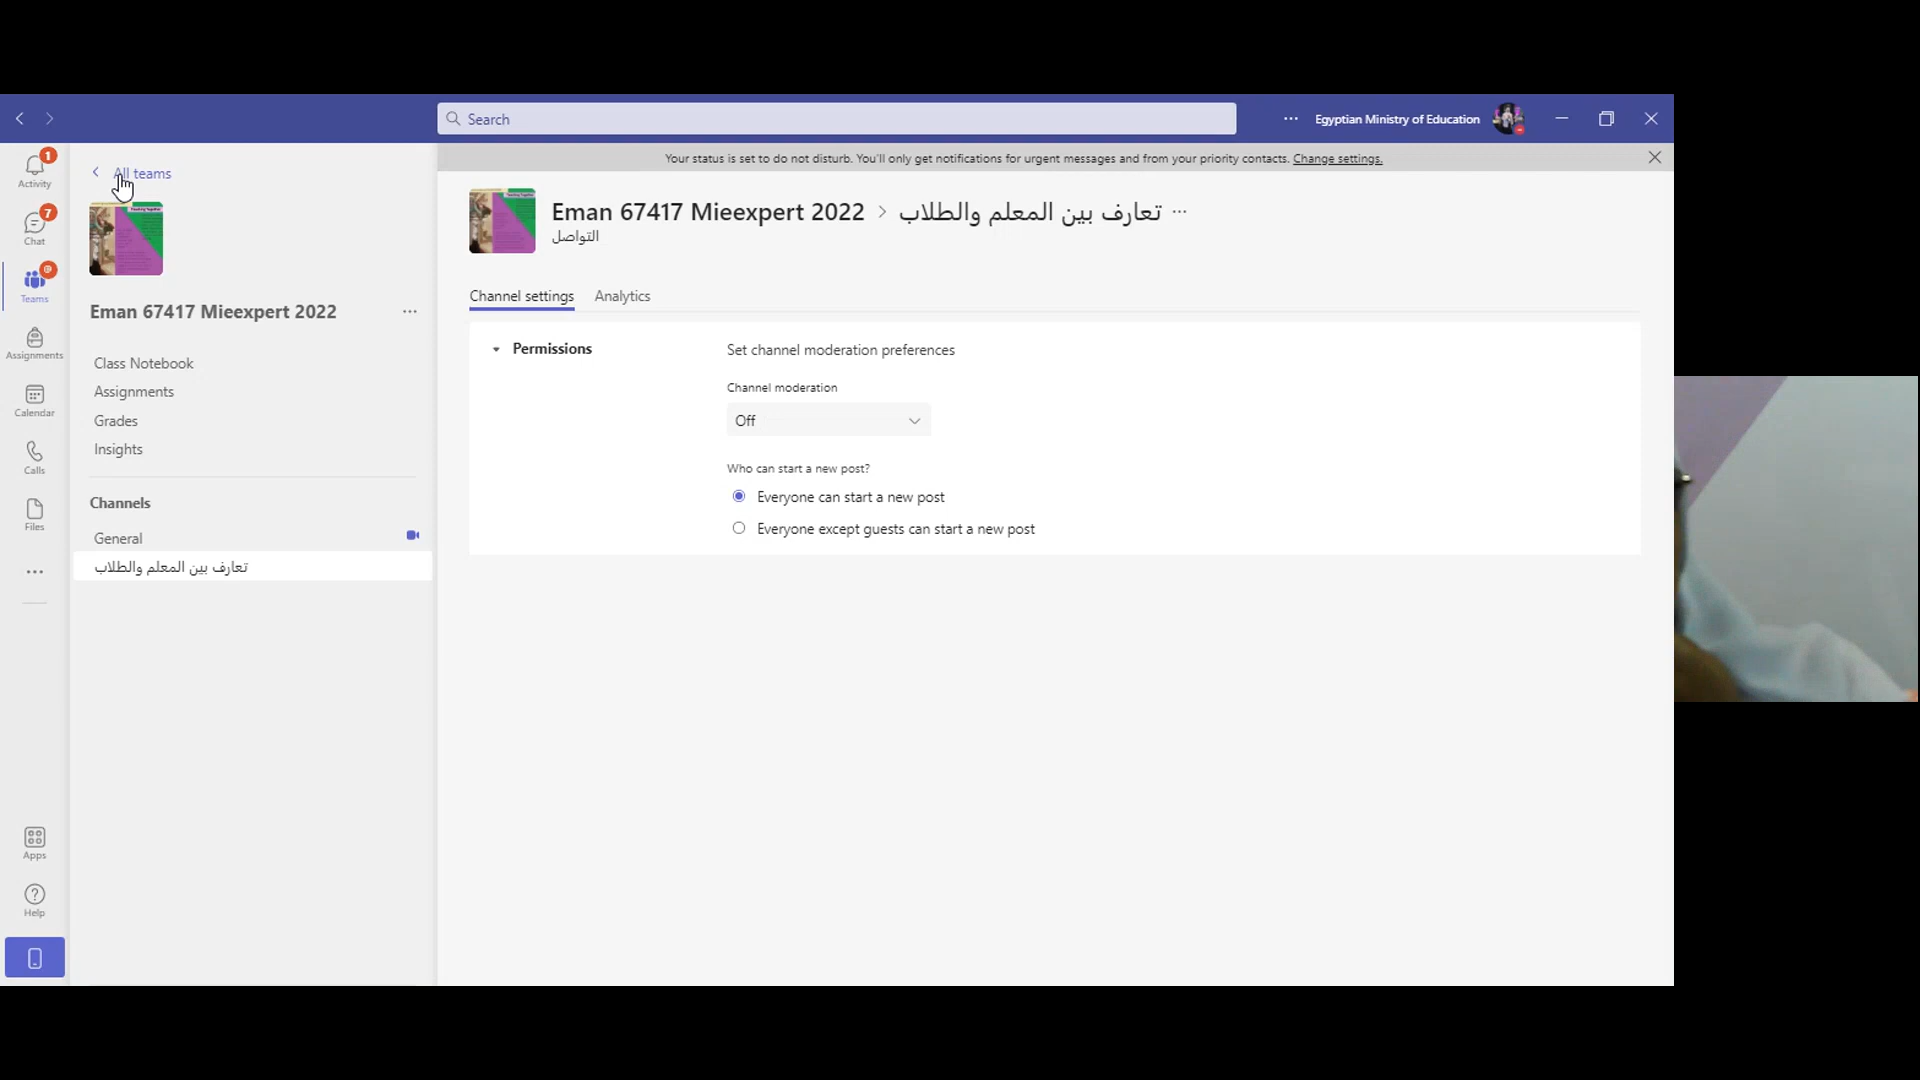 Search
Egyptian Ministry of Education
Your status is set to do not disturb. You'll only get notifications for urgent messages and from your priority contacts. Change settings.
1
Activity
7
Chat
@
Teams
Assignments
Calendar
Calls
Files
Apps
Help
All teams
Eman 67417 Mieexpert 2022
Class Notebook
Assignments
Grades
Insights
Channels
General
تعارف بين المعلم والطلاب
Eman 67417 Mieexpert 2022 > تعارف بين المعلم والطلاب
التواصل
Channel settings
Analytics
Permissions
Set channel moderation preferences
Channel moderation
Off
Who can start a new post?
Everyone can start a new post
Everyone except guests can start a new post